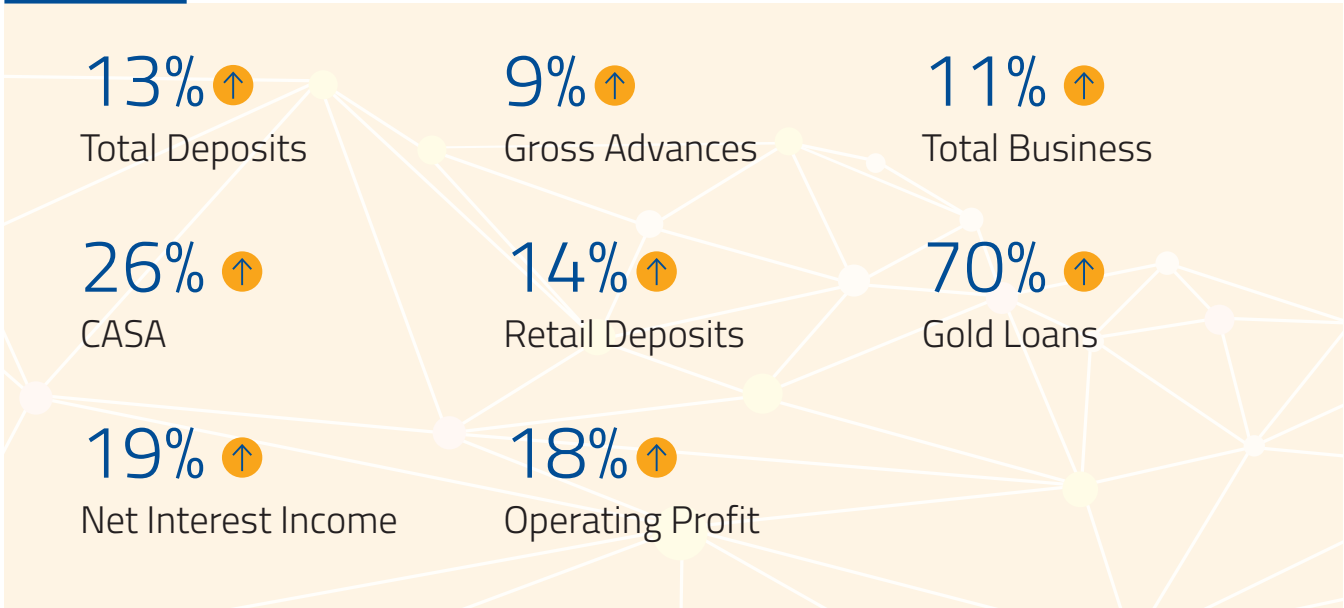 13% ↑ 9% ↑ 11% ↑
Total Deposits Gross Advances Total Business
26% ↑ 14% ↑ 70% ↑
CASA Retail Deposits Gold Loans
19% ↑ 18% ↑
Net Interest Income Operating Profit